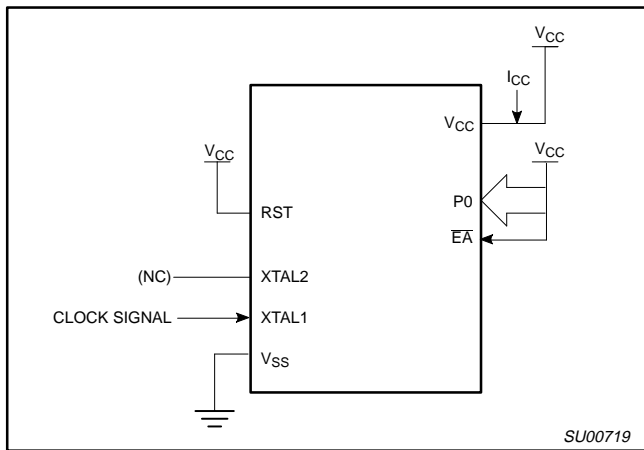 VCC
ICC
VCC
VCC
VCC
P0
RST
EA
(NC)
XTAL2
CLOCK SIGNAL
XTAL1
VSS
SU00719